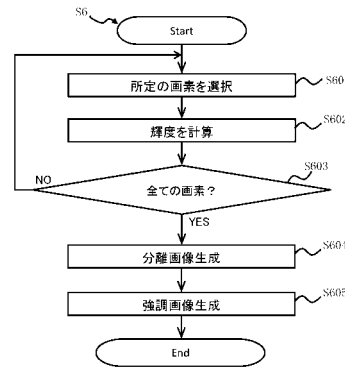 S6
Start
所定の画素を選択
S60
輝度を計算
S602
全ての画素?
S603
NO
YES
分離画像生成
S604
強調画像生成
S605
End